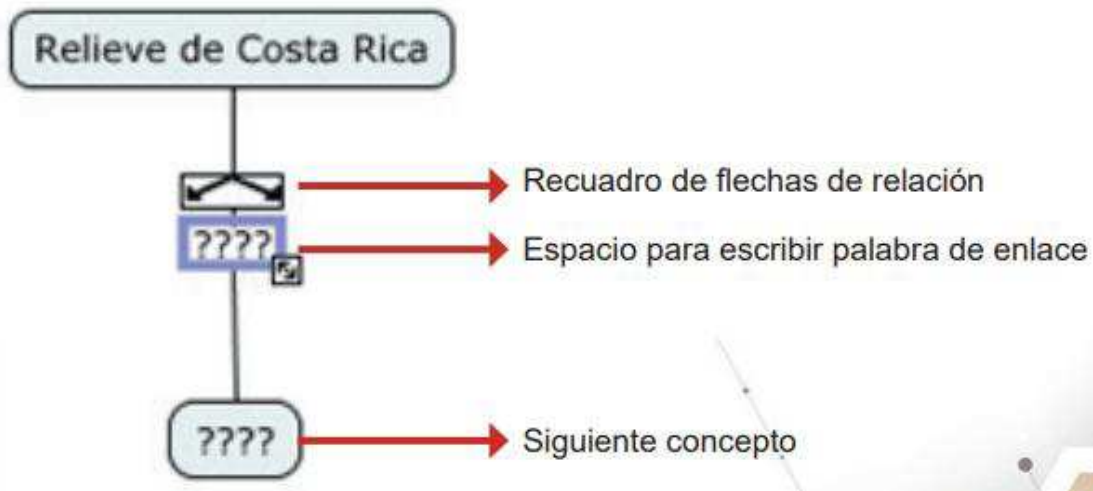 Relieve de Costa Rica
Recuadro de flechas de relación
????
Espacio para escribir palabra de enlace
????
Siguiente concepto